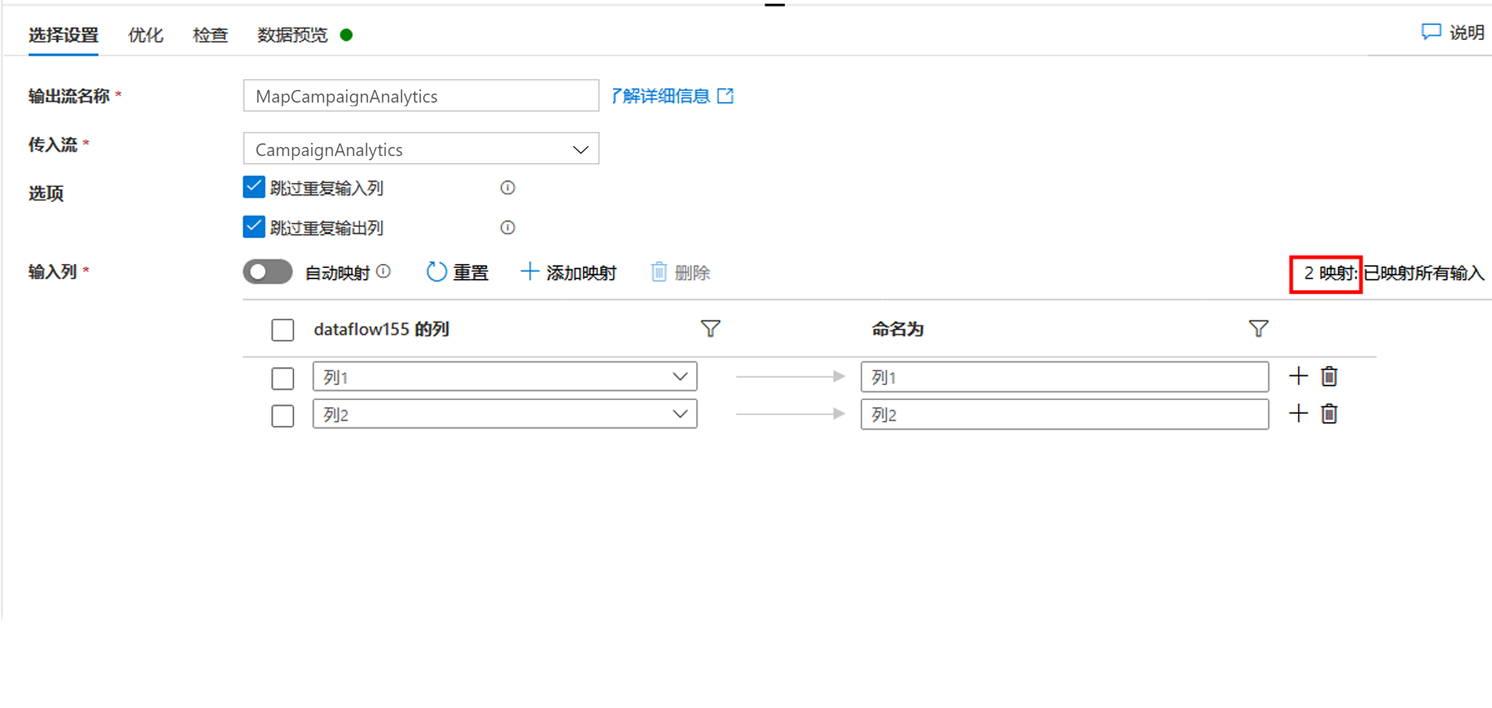 选择设置 优化 检查 数据预览 说明
输出流名称 * MapCampaignAnalytics 了解详细信息
传入流 * CampaignAnalytics
选项 跳过重复输入列
跳过重复输出列
输入列 * 自动映射 重置 添加映射 删除 2 映射: 已映射所有输入
dataflow155 的列 命名为
列1 列1
列2 列2